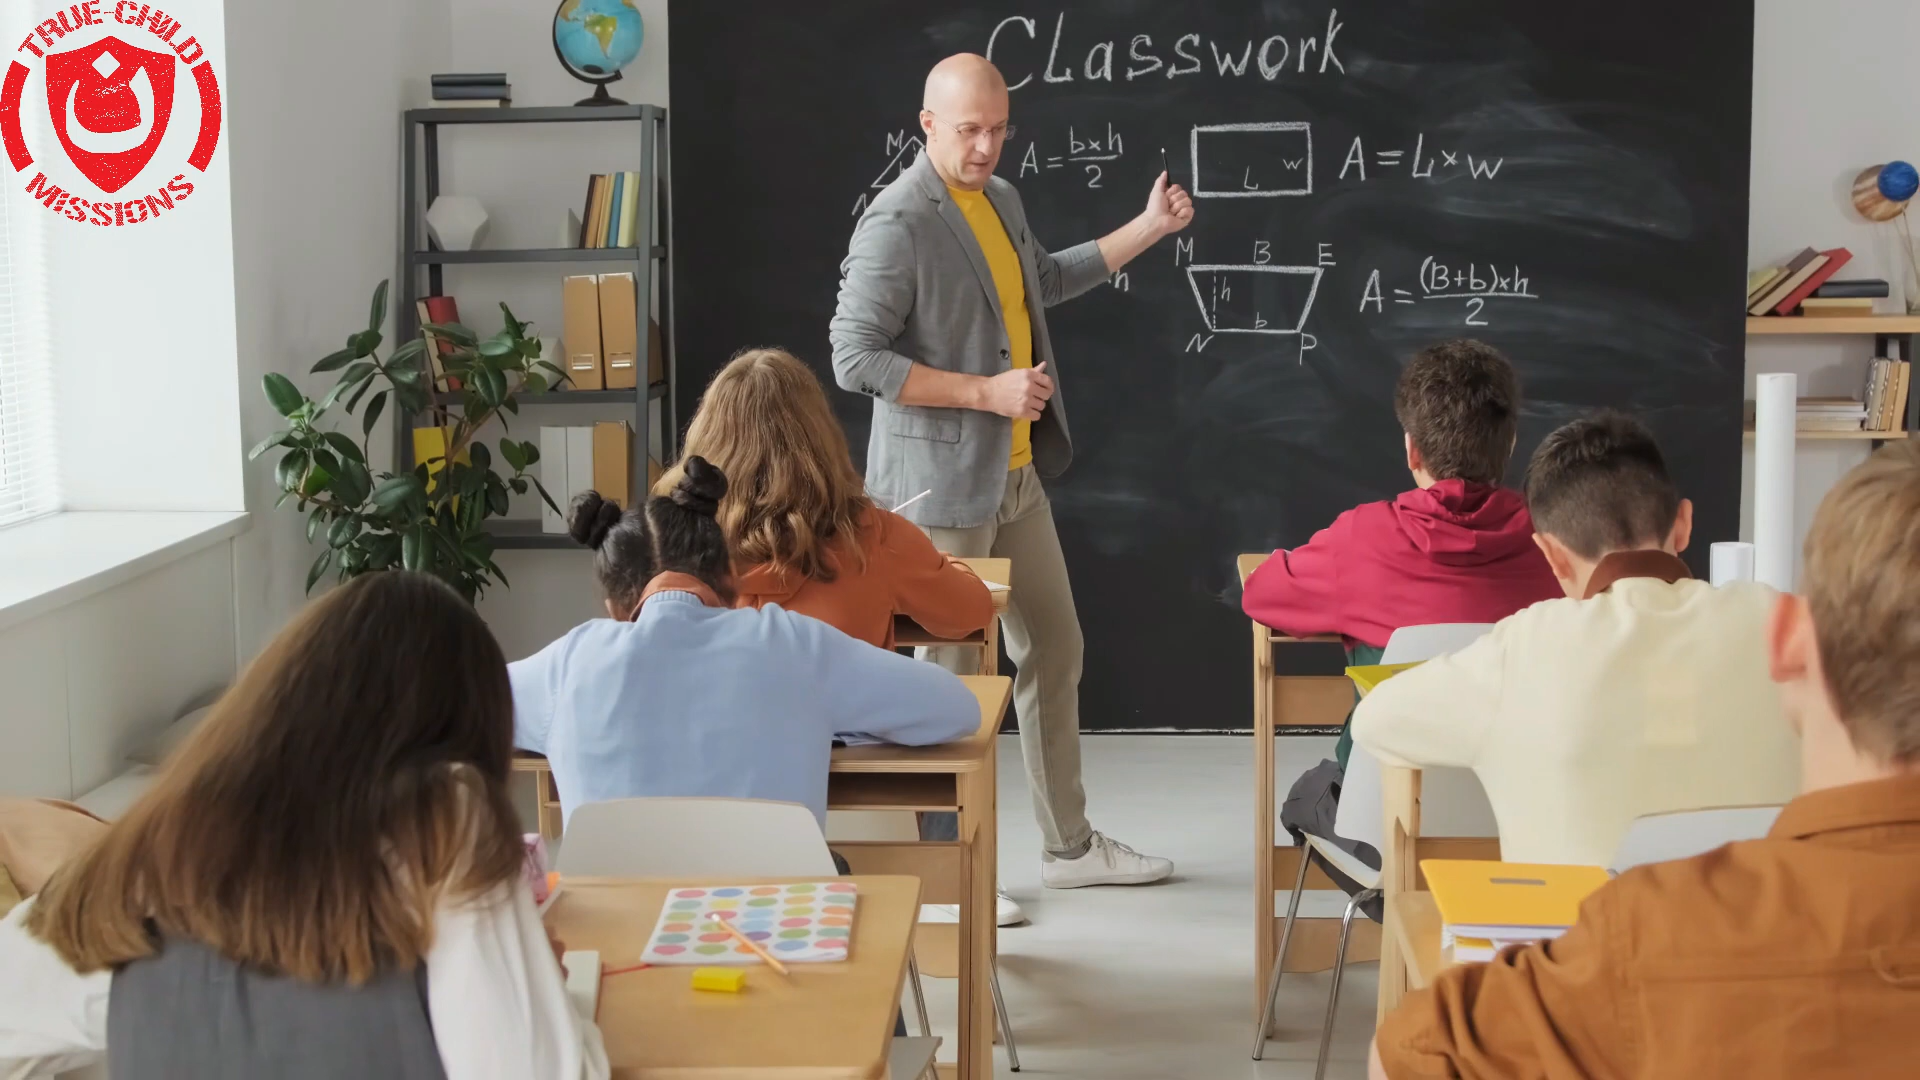 TRUE-CHILD
MISSIONS
Classwork
M
A = b×h
2
L
w
A = L×w
h
M
B
E
h
b
N
P
A = (B+b)×h
2